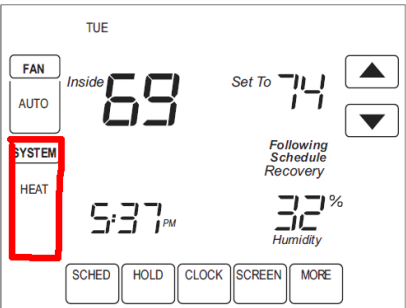 TUE
FAN
AUTO
Inside 69
Set To 74
SYSTEM
HEAT
Following
Schedule
Recovery
5:37 PM
32%
Humidity
SCHED HOLD CLOCK SCREEN MORE